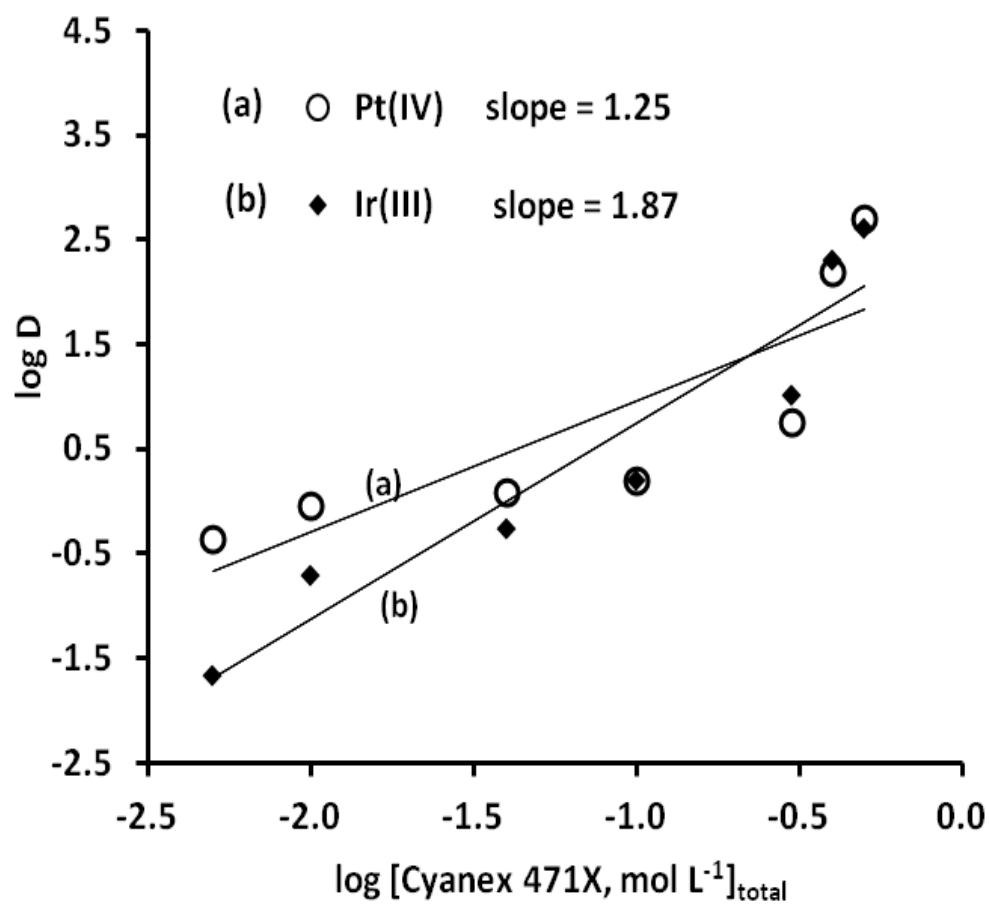 4.5
3.5
2.5
1.5
0.5
-0.5
-1.5
-2.5
log D
(a) Pt(IV) slope = 1.25
(b) Ir(III) slope = 1.87
(a)
(b)
-2.5 -2.0 -1.5 -1.0 -0.5 0.0
log [Cyanex 471X, mol L⁻¹]total